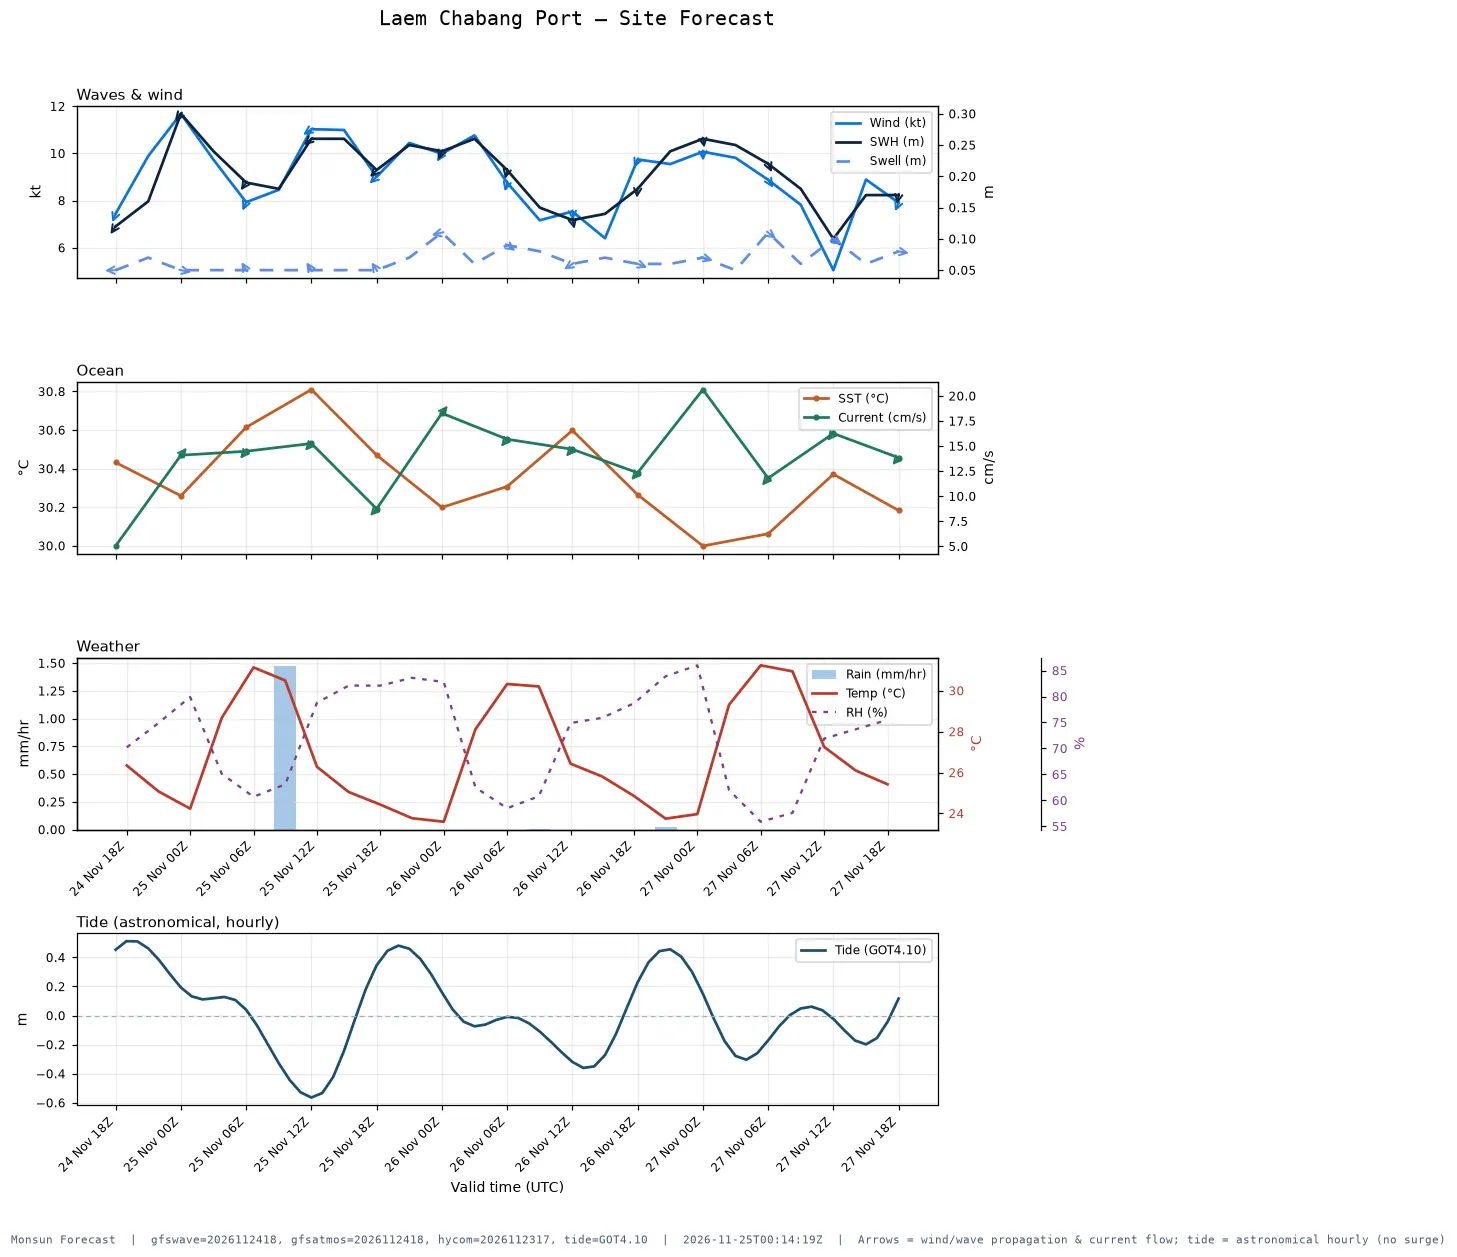 Laem Chabang Port — Site Forecast
Waves & wind
12
10
8
6
kt
0.30
0.25
0.20
0.15
0.10
0.05
m
Wind (kt)
SWH (m)
Swell (m)
Ocean
30.8
30.6
30.4
30.2
30.0
°C
20.0
17.5
15.0
12.5
10.0
7.5
5.0
cm/s
SST (°C)
Current (cm/s)
Weather
1.50
1.25
1.00
0.75
0.50
0.25
0.00
mm/hr
30
28
26
24
°C
85
80
75
70
65
60
55
%
Rain (mm/hr)
Temp (°C)
RH (%)
24 Nov 18Z
25 Nov 00Z
25 Nov 06Z
25 Nov 12Z
25 Nov 18Z
26 Nov 00Z
26 Nov 06Z
26 Nov 12Z
26 Nov 18Z
27 Nov 00Z
27 Nov 06Z
27 Nov 12Z
27 Nov 18Z
Tide (astronomical, hourly)
0.4
0.2
0.0
−0.2
−0.4
−0.6
m
Tide (GOT4.10)
24 Nov 18Z
25 Nov 00Z
25 Nov 06Z
25 Nov 12Z
25 Nov 18Z
26 Nov 00Z
26 Nov 06Z
26 Nov 12Z
26 Nov 18Z
27 Nov 00Z
27 Nov 06Z
27 Nov 12Z
27 Nov 18Z
Valid time (UTC)
Monsun Forecast | gfswave=2026112418, gfsatmos=2026112418, hycom=2026112317, tide=GOT4.10 | 2026-11-25T00:14:19Z | Arrows = wind/wave propagation & current flow; tide = astronomical hourly (no surge)